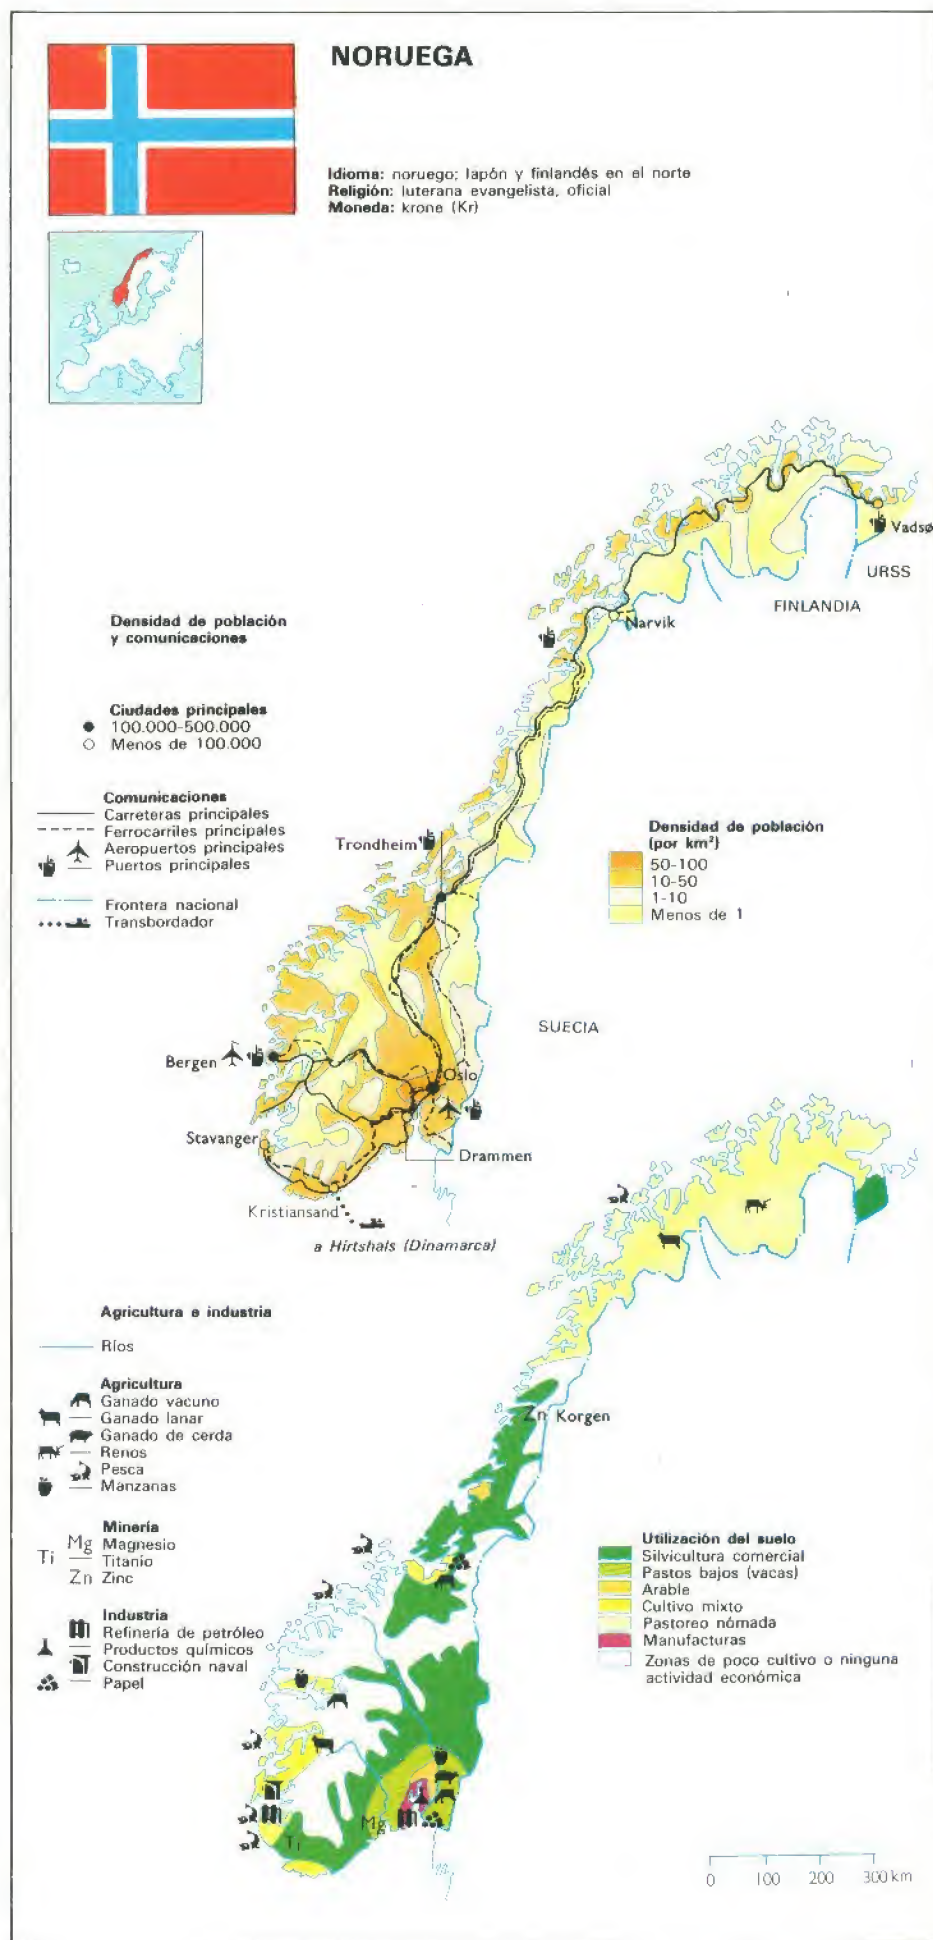 NORUEGA
Idioma: noruego; lapón y finlandés en el norte
Religión: luterana evangelista, oficial
Moneda: krone (Kr)
Vadsø
URSS
FINLANDIA
Narvik
Densidad de población
y comunicaciones
Ciudades principales
100.000-500.000
Menos de 100.000
Comunicaciones
Carreteras principales
Ferrocarriles principales
Aeropuertos principales
Puertos principales
Frontera nacional
Transbordador
Trondheim
Densidad de población
(por km²)
50-100
10-50
1-10
Menos de 1
SUECIA
Bergen
Oslo
Stavanger
Drammen
Kristiansand
a Hirtshals (Dinamarca)
Agricultura e industria
Ríos
Agricultura
Ganado vacuno
Ganado lanar
Ganado de cerda
Renos
Pesca
Manzanas
Minería
Mg Magnesio
Ti Titanio
Zn Zinc
Industria
Refinería de petróleo
Productos químicos
Construcción naval
Papel
Zn Korgen
Utilización del suelo
Silvicultura comercial
Pastos bajos (vacas)
Arable
Cultivo mixto
Pastoreo nómada
Manufacturas
Zonas de poco cultivo o ninguna
actividad económica
Mg
Ti
0 100 200 300 km